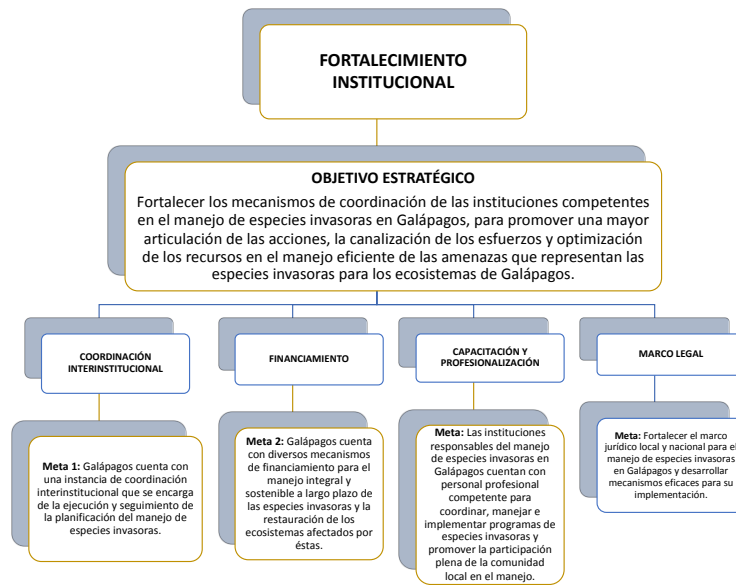 FORTALECIMIENTO
INSTITUCIONAL
OBJETIVO ESTRATÉGICO
Fortalecer los mecanismos de coordinación de las instituciones competentes
en el manejo de especies invasoras en Galápagos, para promover una mayor
articulación de las acciones, la canalización de los esfuerzos y optimización
de los recursos en el manejo eficiente de las amenazas que representan las
especies invasoras para los ecosistemas de Galápagos.
COORDINACIÓN
INTERINSTITUCIONAL
Meta 1: Galápagos cuenta con
una instancia de coordinación
interinstitucional que se encarga
de la ejecución y seguimiento de
la planificación del manejo de
especies invasoras.
FINANCIAMIENTO
Meta 2: Galápagos cuenta
con diversos mecanismos de
financiamiento para el
manejo integral y
sostenible a largo plazo de
las especies invasoras y la
restauración de los
ecosistemas afectados por
éstas.
CAPACITACIÓN Y
PROFESIONALIZACIÓN
Meta: Las instituciones
responsables del manejo
de especies invasoras en
Galápagos cuentan con
personal profesional
competente para
coordinar, manejar e
implementar programas de
especies invasoras y
promover la participación
plena de la comunidad
local en el manejo.
MARCO LEGAL
Meta: Fortalecer el marco
jurídico local y nacional para el
manejo de especies invasoras
en Galápagos y desarrollar
mecanismos eficaces para su
implementación.